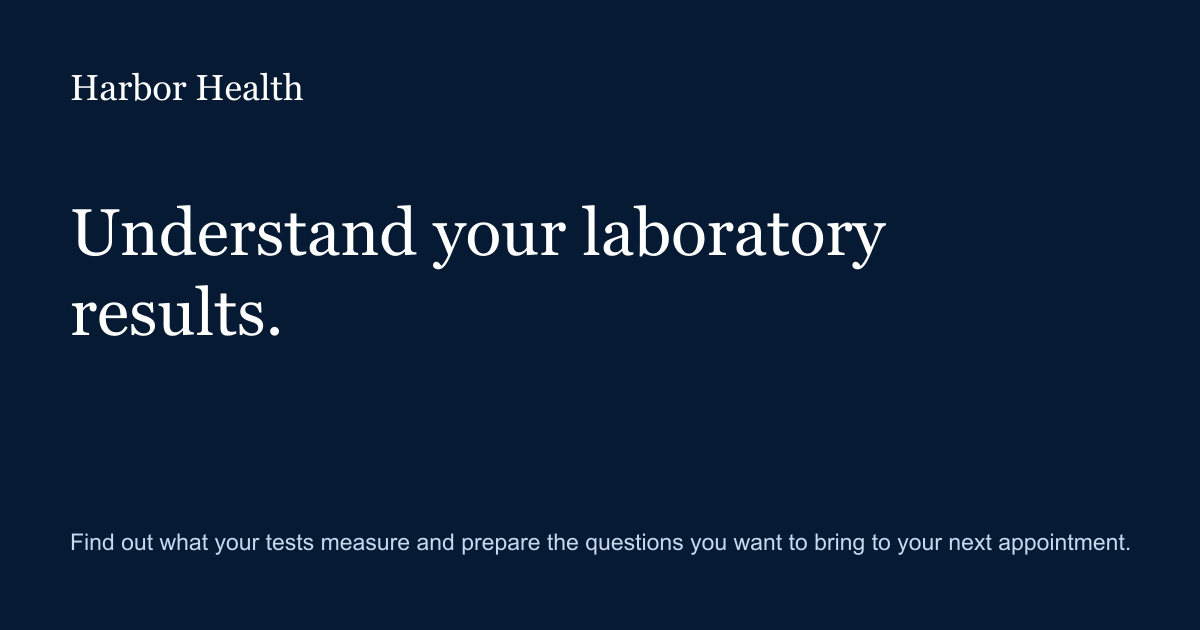 Harbor Health
Understand your laboratory
results.
Find out what your tests measure and prepare the questions you want to bring to your next appointment.